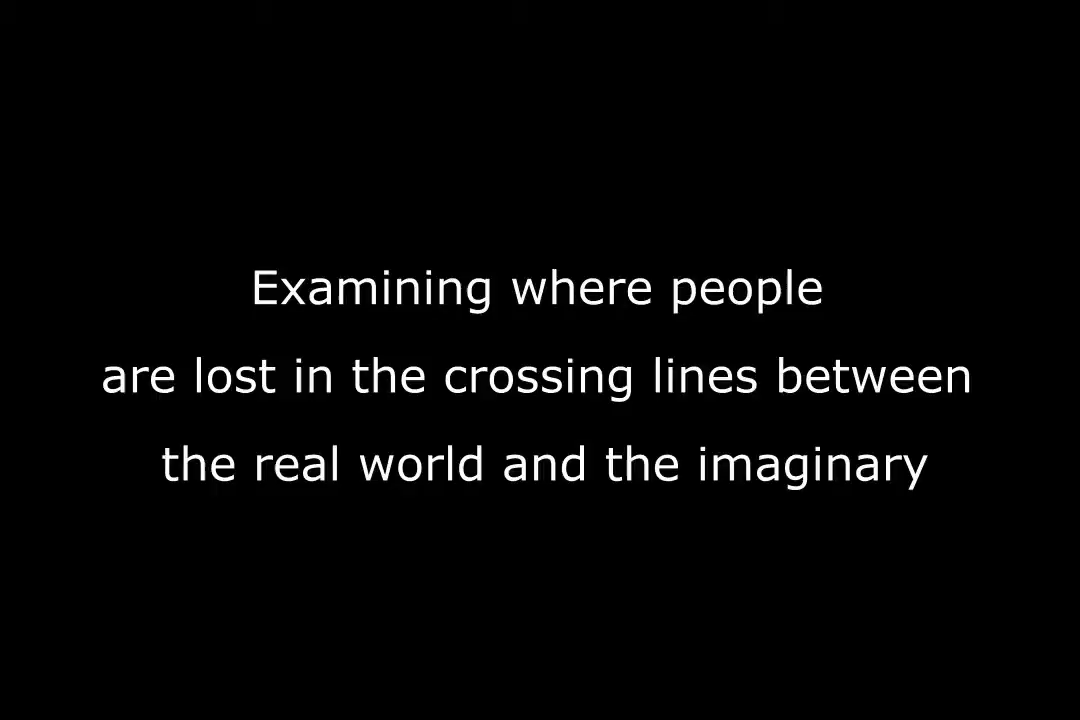 Examining where people
are lost in the crossing lines between
the real world and the imaginary